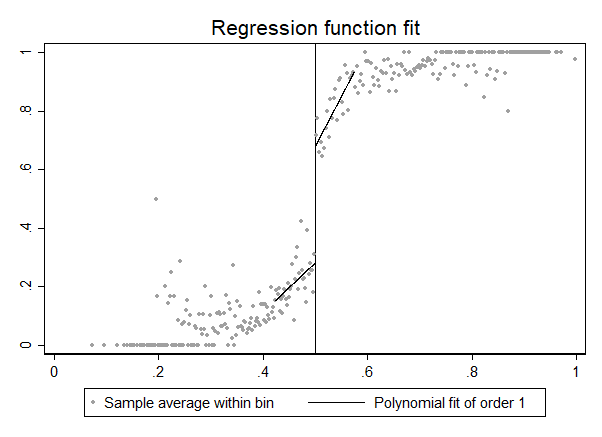 Regression function fit
1
.8
.6
.4
.2
0
0 .2 .4 .6 .8 1
Sample average within bin Polynomial fit of order 1